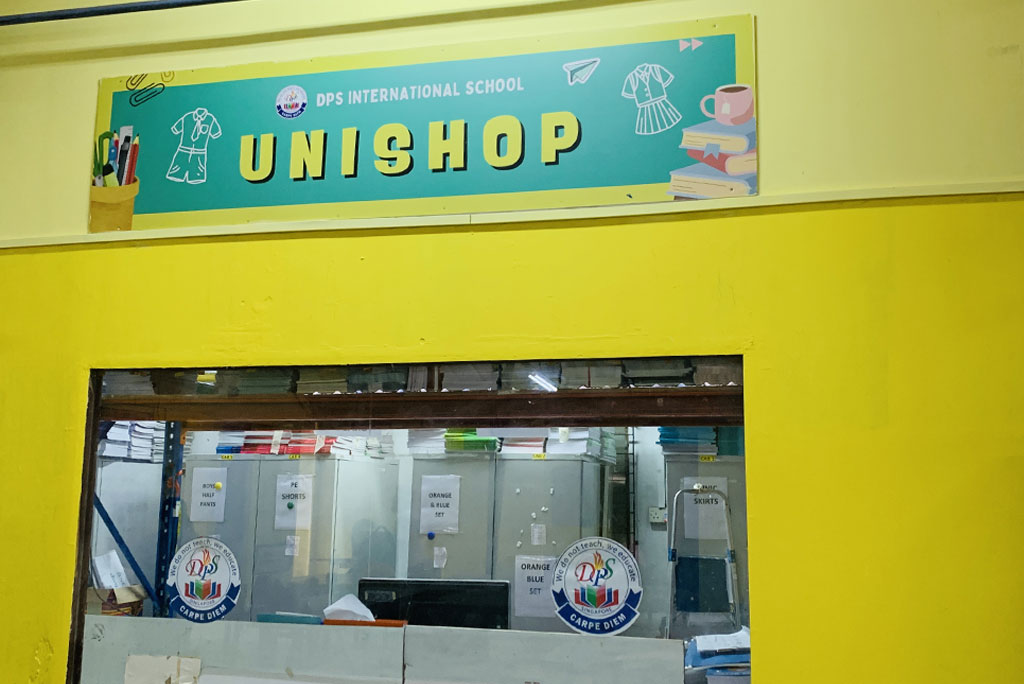 DPS INTERNATIONAL SCHOOL
UNISHOP
BOYS
HALF
PANTS
PE
SHORTS
ORANGE
& BLUE
SET
SKIRTS
ORANGE
BLUE
SET
We do not teach, we educate
DPS
SINGAPORE
CARPE DIEM
We do not teach, we educate
DPS
SINGAPORE
CARPE DIEM